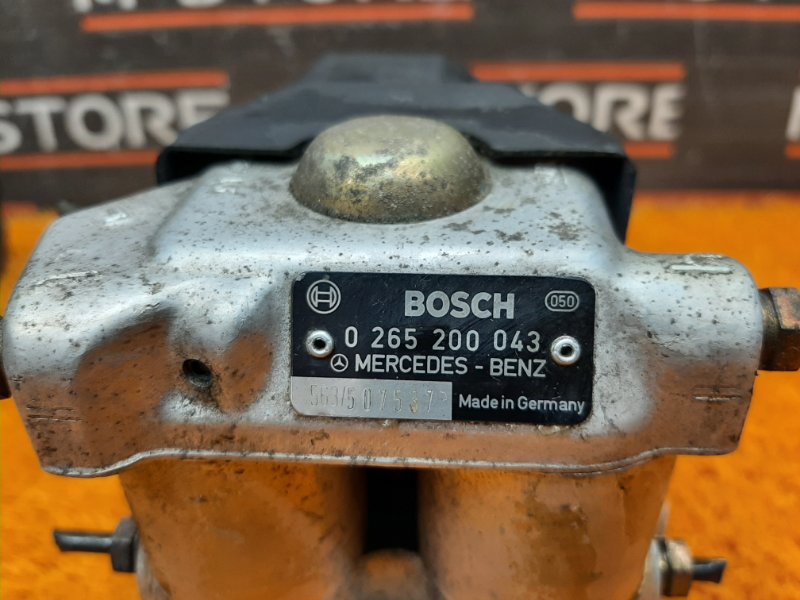 STORE
STORE
BOSCH
050
0 265 200 043
MERCEDES - BENZ
Made in Germany